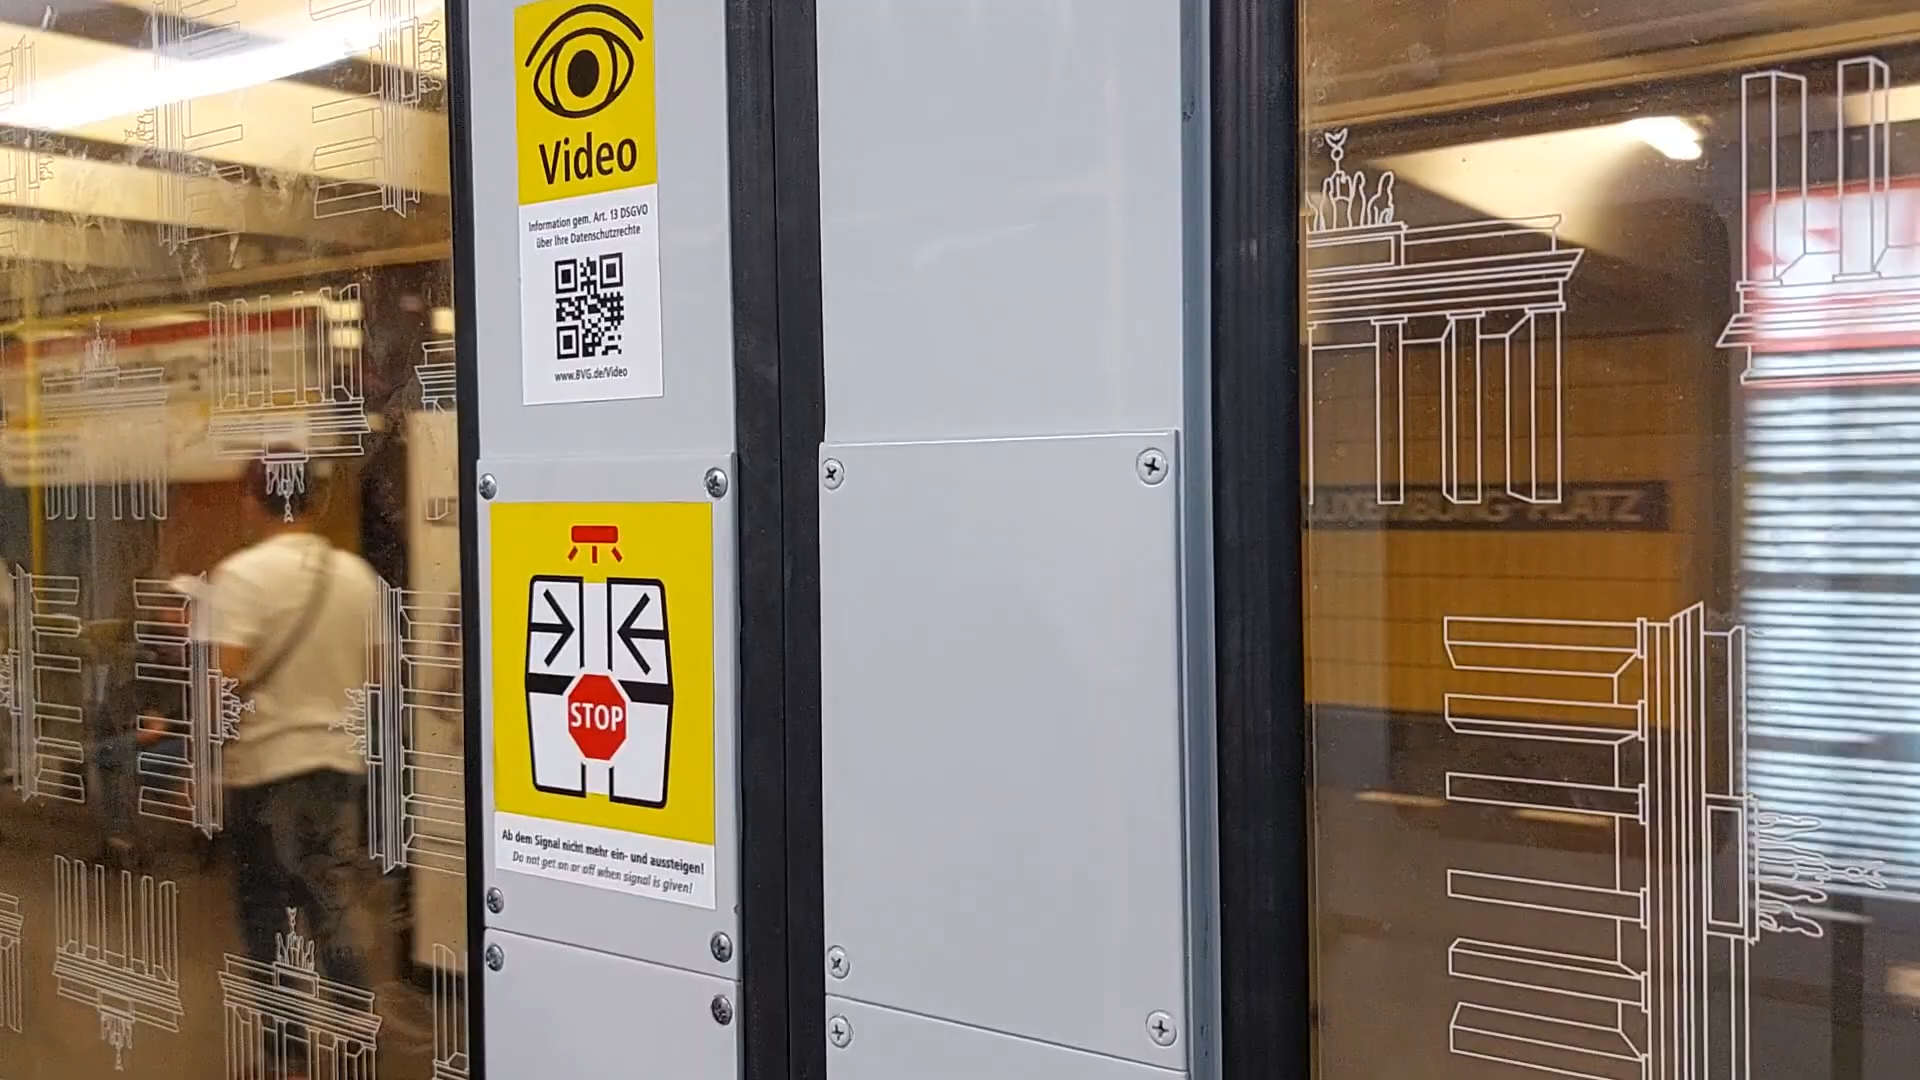 Video
Information gem. Art. 13 DSGVO
über Ihre Datenschutzrechte
www.BVG.de/Video
STOP
Ab dem Signal nicht mehr ein- und aussteigen!
Do not get on or off when signal is given!
PLATZ